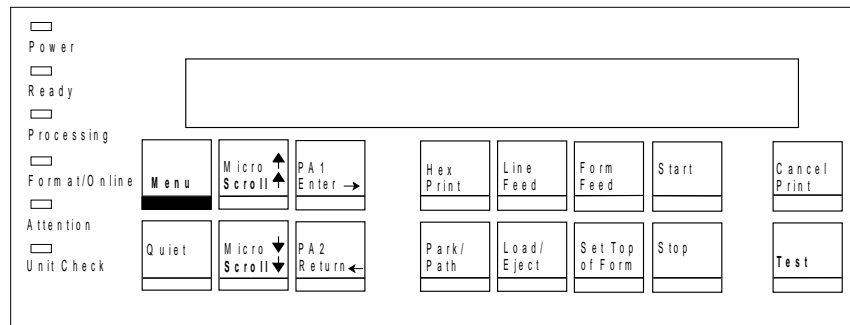 Power
Ready
Processing
Format/Online
Attention
Unit Check
Menu
Micro
Scroll
PA1
Enter
Hex
Print
Line
Feed
Form
Feed
Start
Cancel
Print
Quiet
Micro
Scroll
PA2
Return
Park/
Path
Load/
Eject
Set Top
of Form
Stop
Test